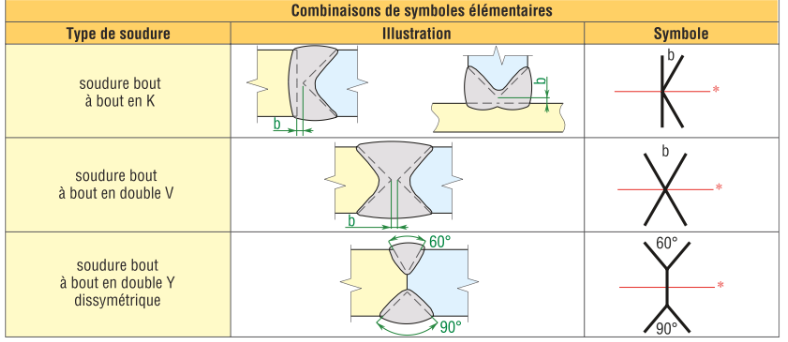 Combinaisons de symboles élémentaires
Type de soudure
Illustration
Symbole
soudure bout
à bout en K
b
b
b
*
soudure bout
à bout en double V
b
b
*
soudure bout
à bout en double Y
dissymétrique
60°
90°
60°
*
90°